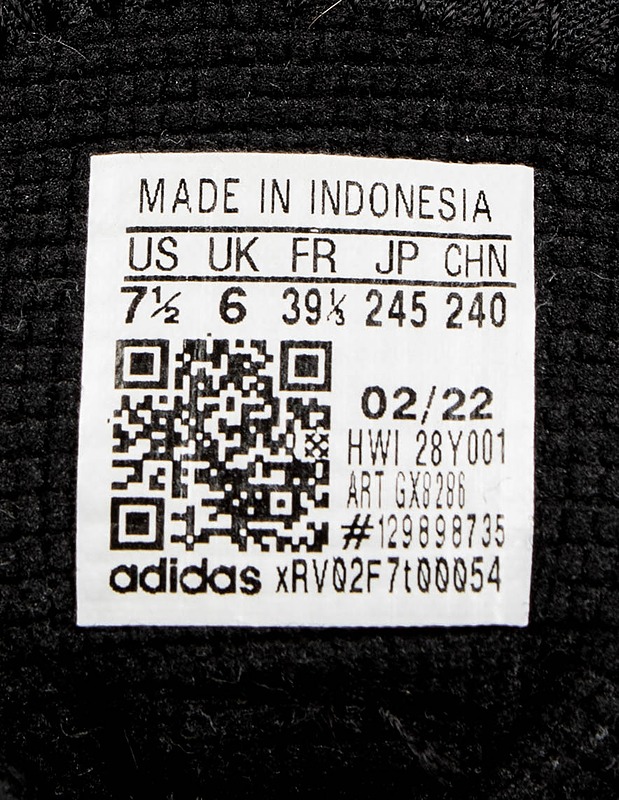 MADE IN INDONESIA
US UK FR JP CHN
7½ 6 39⅓ 245 240
02/22
HWI 28Y001
ART GX8286
#129898735
adidas xRV02F7t00054